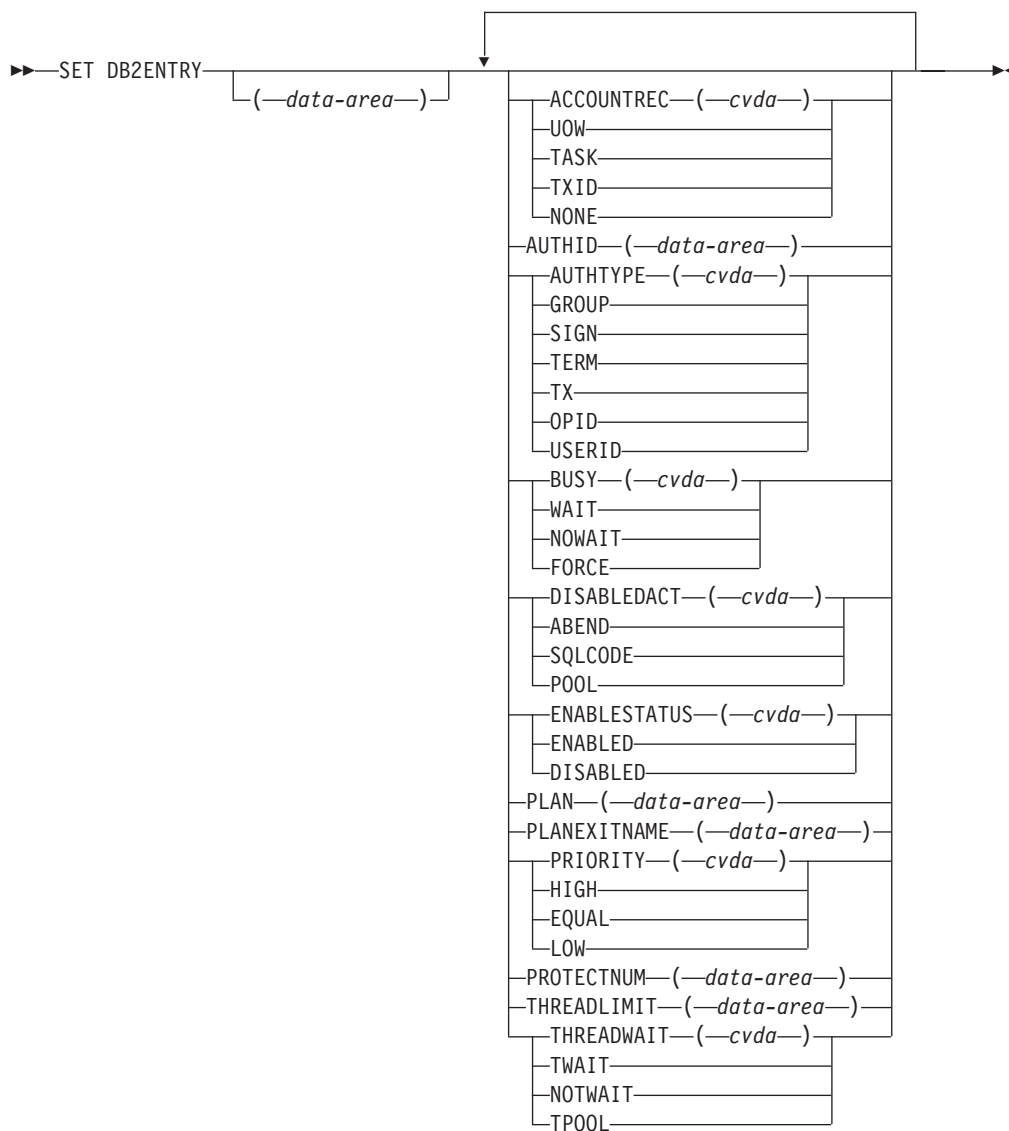 SET DB2ENTRY
(data-area)
ACCOUNTREC (cvda)
UOW
TASK
TXID
NONE
AUTHID (data-area)
AUTHTYPE (cvda)
GROUP
SIGN
TERM
TX
OPID
USERID
BUSY (cvda)
WAIT
NOWAIT
FORCE
DISABLEDACT (cvda)
ABEND
SQLCODE
POOL
ENABLESTATUS (cvda)
ENABLED
DISABLED
PLAN (data-area)
PLANEXITNAME (data-area)
PRIORITY (cvda)
HIGH
EQUAL
LOW
PROTECTNUM (data-area)
THREADLIMIT (data-area)
THREADWAIT (cvda)
TWAIT
NOTWAIT
TPOOL